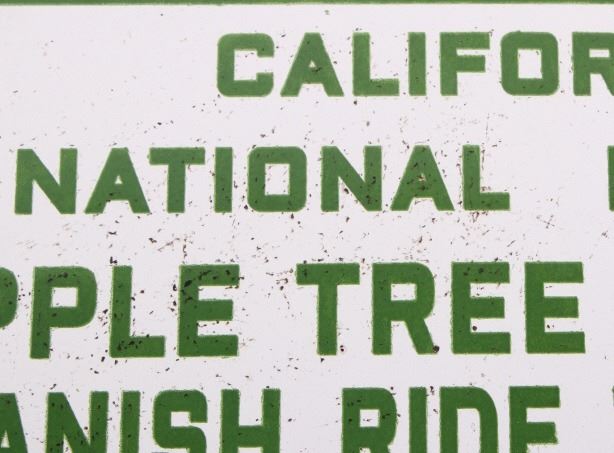 CALIFOR
NATIONAL
PPLE TREE
ANISH RIDE